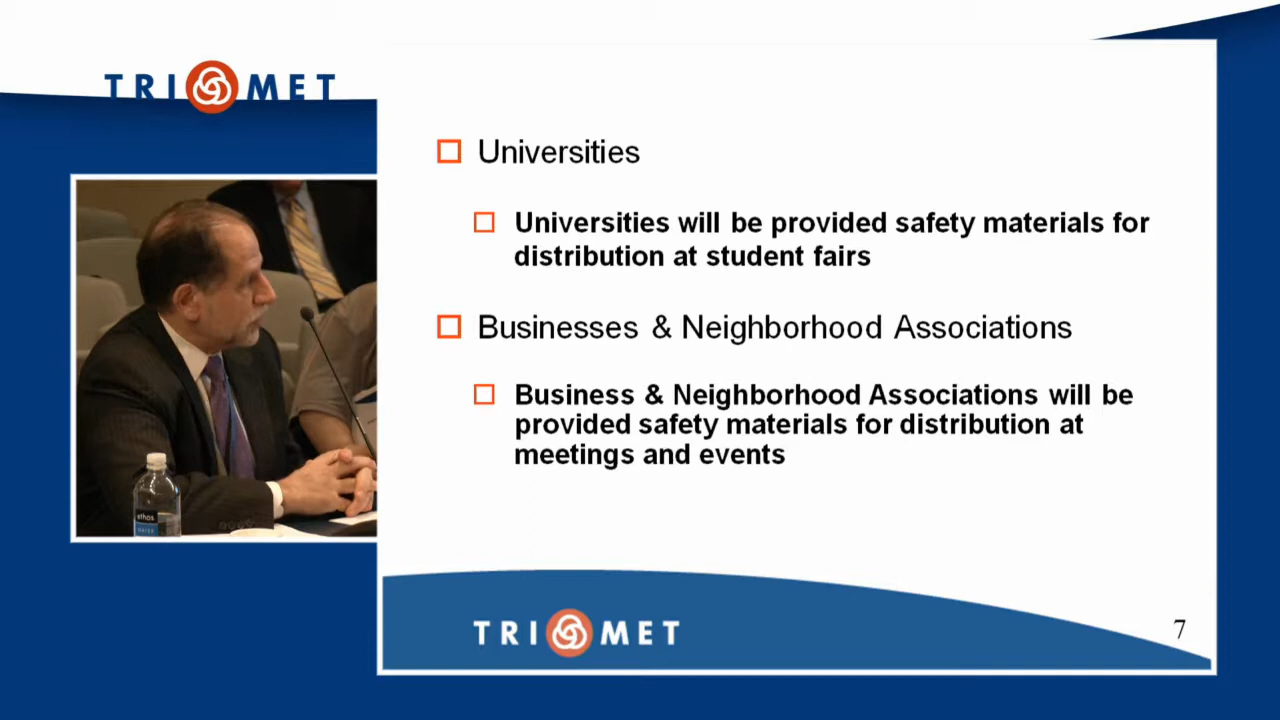 TRIMET
Universities
Universities will be provided safety materials for
distribution at student fairs
Businesses & Neighborhood Associations
Business & Neighborhood Associations will be
provided safety materials for distribution at
meetings and events
ethos
TRIMET
7